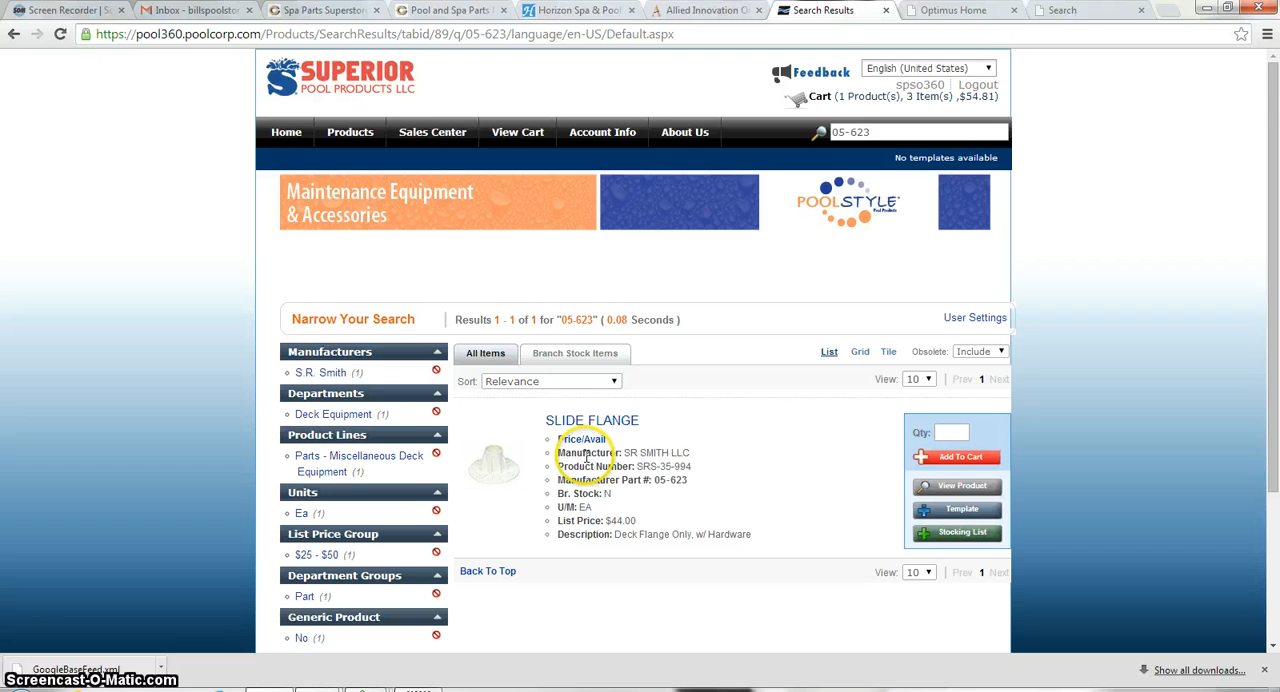 Screen Recorder | S
Inbox - billspoolstor
Spa Parts Superstor
Pool and Spa Parts |
Horizon Spa & Pool
Allied Innovation O
Search Results
Optimus Home
Search
https://pool360.poolcorp.com/Products/SearchResults/tabid/89/q/05-623/language/en-US/Default.aspx
SUPERIOR
POOL PRODUCTS LLC
Feedback
English (United States)
spso360 Logout
Cart (1 Product(s), 3 Item(s) ,$54.81)
Home Products Sales Center View Cart Account Info About Us 05-623
No templates available
Maintenance Equipment
& Accessories
POOLSTYLE
Pool Products
Narrow Your Search
Results 1 - 1 of 1 for "05-623" ( 0.08 Seconds )
User Settings
Manufacturers
S.R. Smith (1)
Departments
Deck Equipment (1)
Product Lines
Parts - Miscellaneous Deck
Equipment (1)
Units
Ea (1)
List Price Group
$25 - $50 (1)
Department Groups
Part (1)
Generic Product
No (1)
All Items Branch Stock Items
List Grid Tile Obsolete: Include
Sort: Relevance
View: 10 Prev 1 Next
SLIDE FLANGE
Price/Avail
Manufacturer: SR SMITH LLC
Product Number: SRS-35-994
Manufacturer Part #: 05-623
Br. Stock: N
U/M: EA
List Price: $44.00
Description: Deck Flange Only, w/ Hardware
Qty:
Add To Cart
View Product
Template
Stocking List
Back To Top
View: 10 Prev 1 Next
GoogleBaseFeed.xml
Show all downloads...
Screencast-O-Matic.com